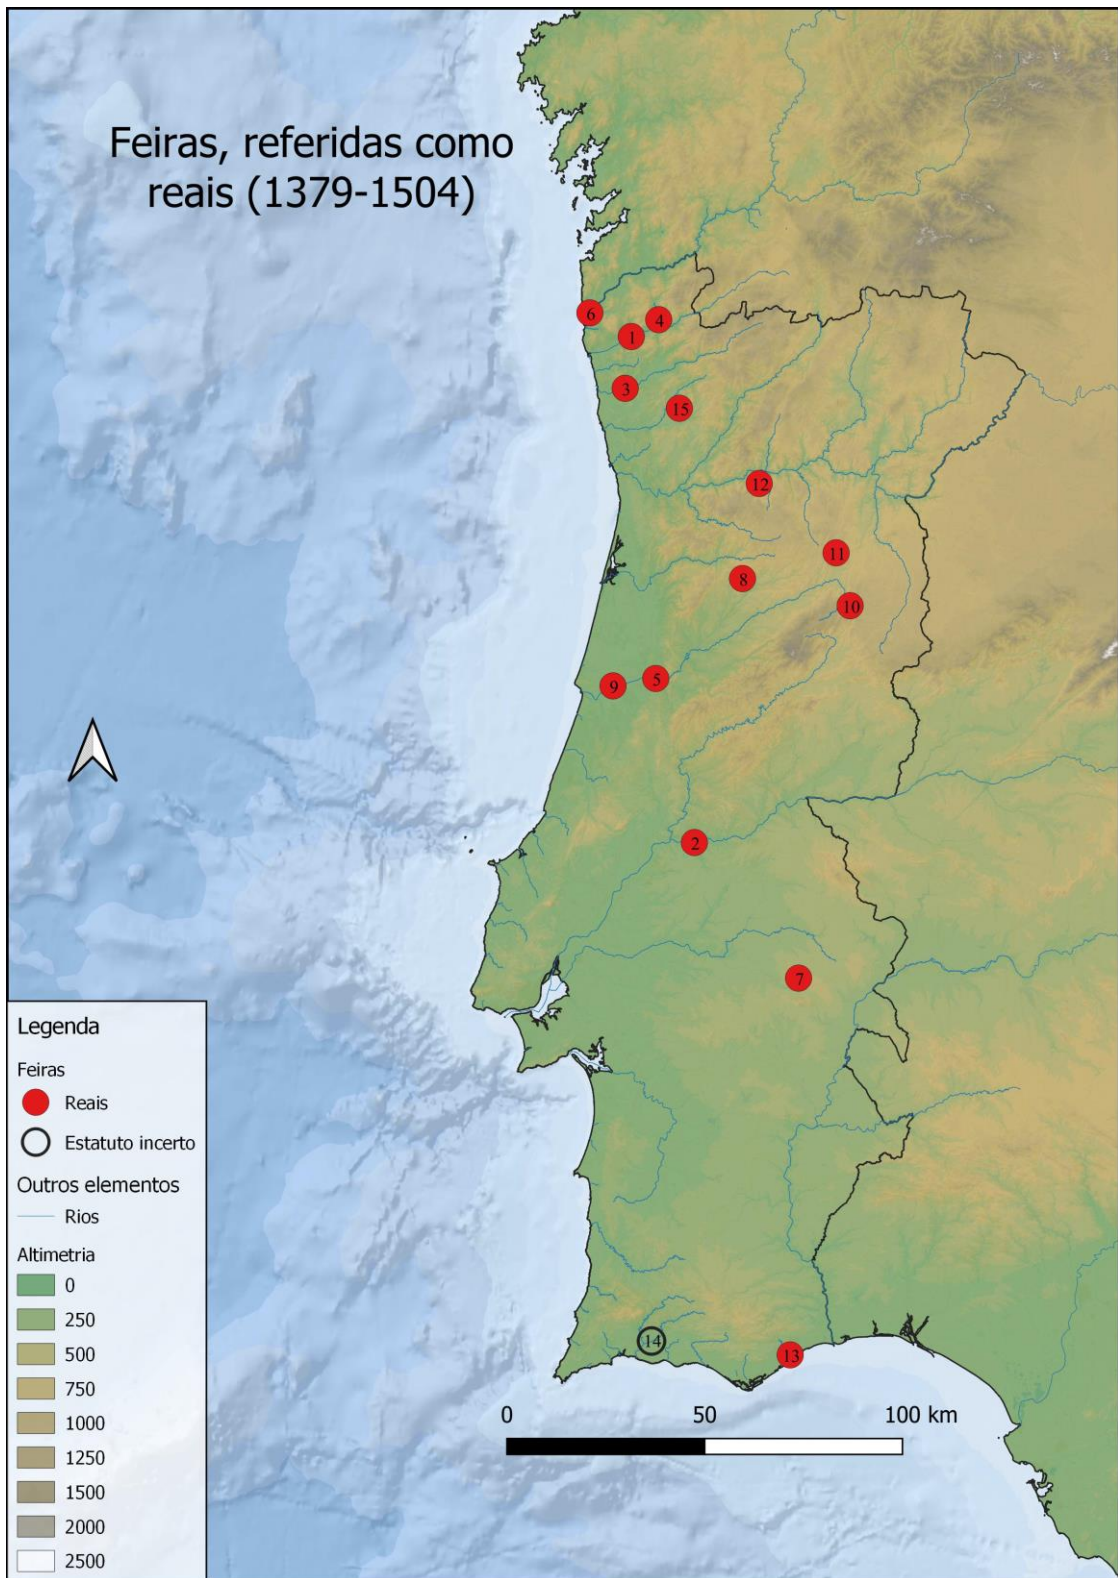 Feiras, referidas como
reais (1379-1504)
6
4
1
3
15
12
11
8
10
5
9
2
7
14
13
Legenda
Feiras
Reais
Estatuto incerto
Outros elementos
Rios
Altimetria
0
250
500
750
1000
1250
1500
2000
2500
0 50 100 km